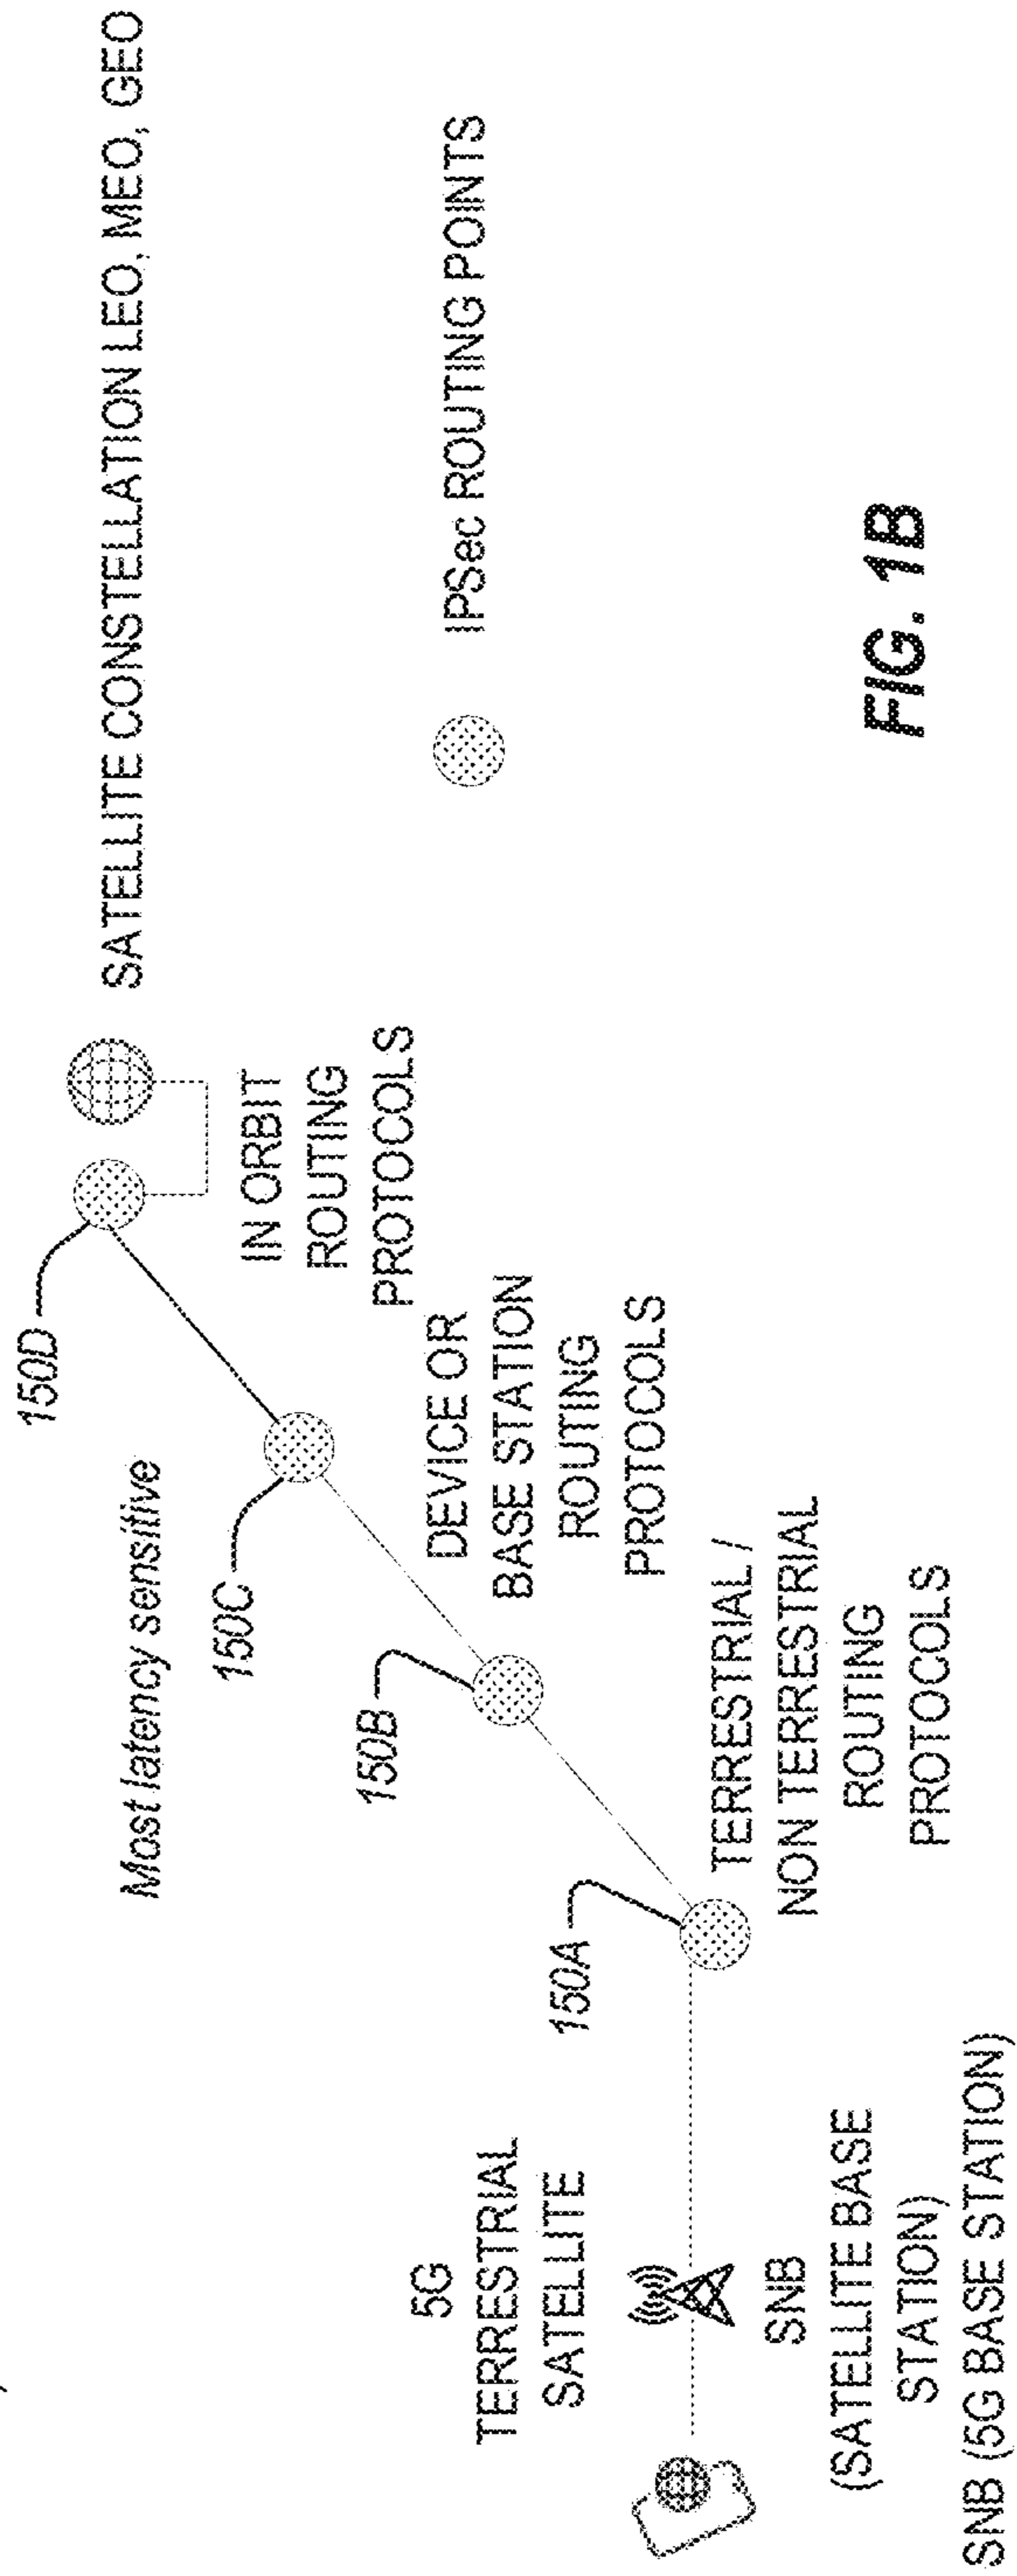 150D
SATELLITE CONSTELLATION LEO, MEO, GEO
Most latency sensitive
IN ORBIT
ROUTING
PROTOCOLS
150C
DEVICE OR
BASE STATION
ROUTING
PROTOCOLS
150B
IPSec ROUTING POINTS
TERRESTRIAL /
NON TERRESTRIAL
ROUTING
PROTOCOLS
150A
5G
TERRESTRIAL
SATELLITE
SNB
(SATELLITE BASE
STATION)
SNB (5G BASE STATION)
FIG. 1B